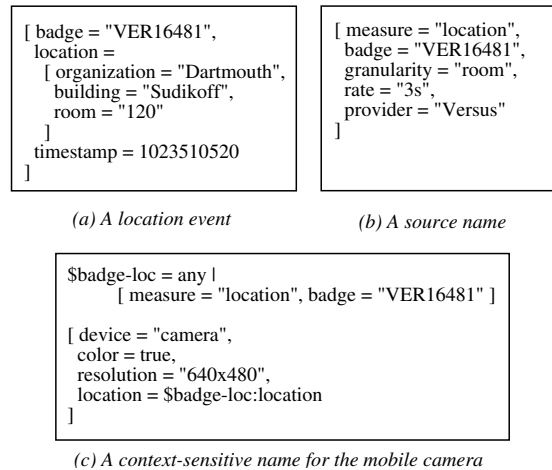 [ badge = "VER16481",
location =
[ organization = "Dartmouth",
building = "Sudikoff",
room = "120"
]
timestamp = 1023510520
]
(a) A location event
[ measure = "location",
badge = "VER16481",
granularity = "room",
rate = "3s",
provider = "Versus"
]
(b) A source name
$badge-loc = any |
[ measure = "location", badge = "VER16481" ]
[ device = "camera",
color = true,
resolution = "640x480",
location = $badge-loc:location
]
(c) A context-sensitive name for the mobile camera